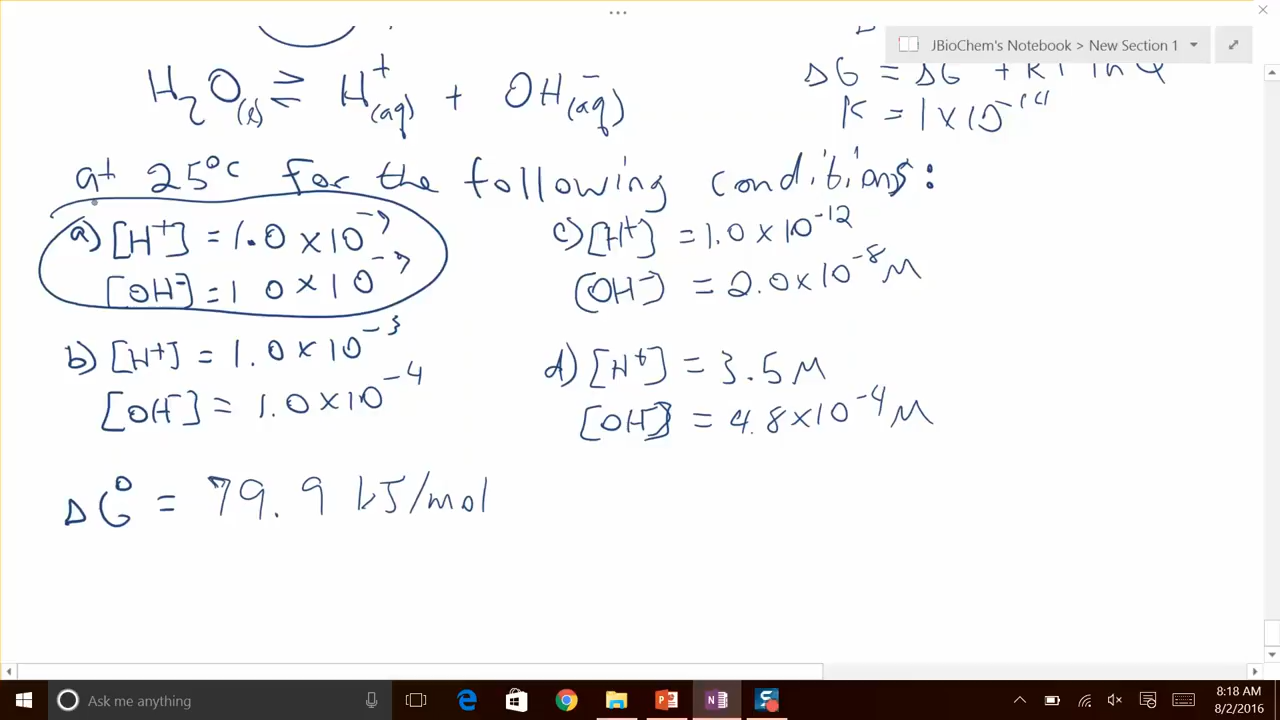 JBioChem's Notebook > New Section 1
ΔG = ΔG + RT ln Q
K = 1 x 10⁻¹⁴
H₂O(l) ⇌ H⁺(aq) + OH⁻(aq)
at 25°C for the following conditions:
a) [H⁺] = 1.0 x 10⁻⁷
[OH⁻] = 1 0 x 10⁻⁷
b) [H+] = 1.0 x 10⁻³
[OH⁻] = 1.0 x 10⁻⁴
c) [H+] = 1.0 x 10⁻¹²
[OH⁻] = 2.0 x 10⁻⁸ M
d) [H⁺] = 3.5 M
[OH⁻] = 4.8 x 10⁻⁴ M
ΔG° = 79.9 kJ/mol
Ask me anything
8:18 AM
8/2/2016